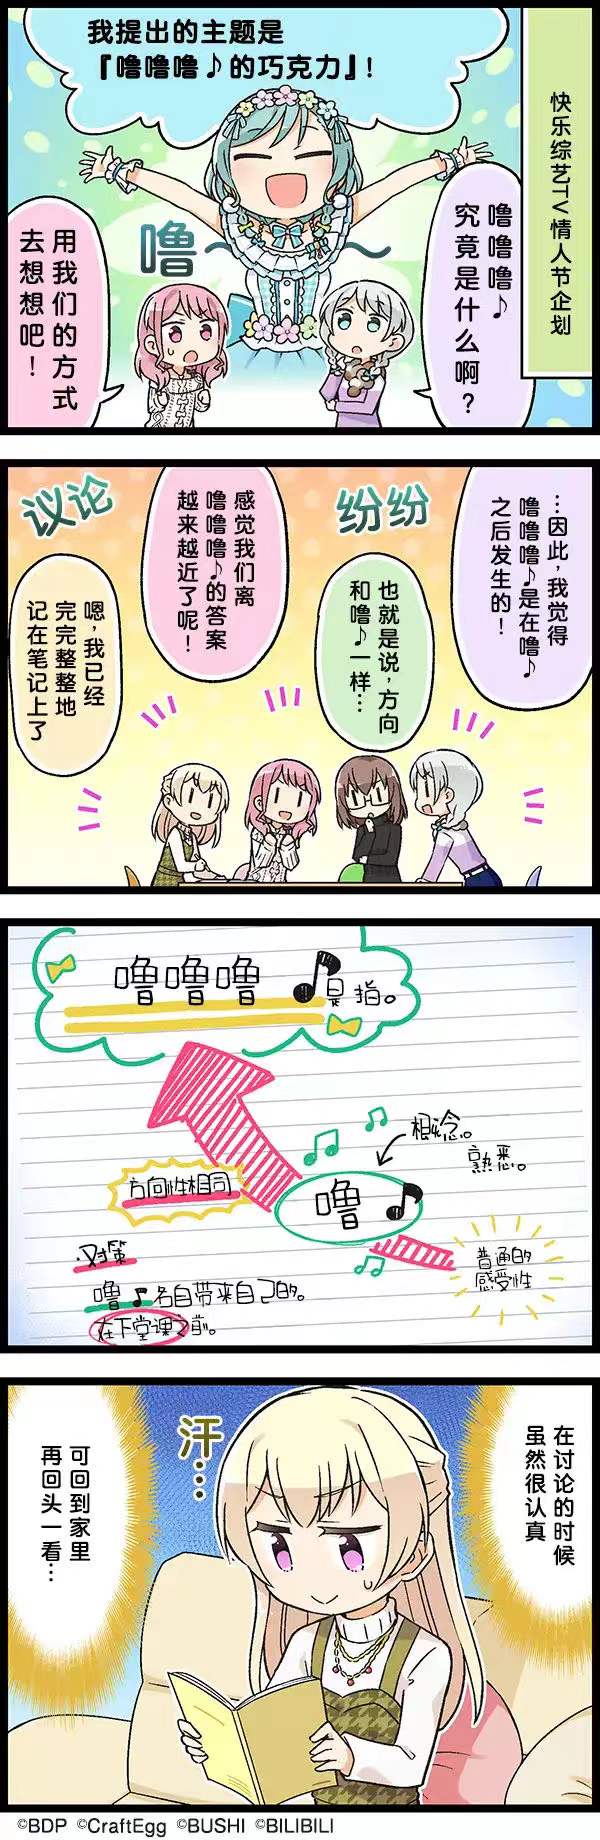 快乐综艺TV情人节企划
我提出的主题是
『噜噜噜♪的巧克力』!
噜~
噜噜噜♪
究竟是什么啊?
用我们的方式
去想想吧!
议论
纷纷
…因此,我觉得
噜噜噜♪是在噜♪
之后发生的!
也就是说,方向
和噜♪一样…
感觉我们离
噜噜噜♪的答案
越来越近了呢!
嗯,我已经
完完整整地
记在笔记上了
噜噜噜♪是指。
相念。
熟悉。
方向性相同
噜♪
普通的
感受性
·对策
噜♪名自带来自己的。
在下堂课之前。
在讨论的时候
虽然很认真
汗…
可回到家里
再回头一看…
©BDP ©CraftEgg ©BUSHI ©BILIBILI